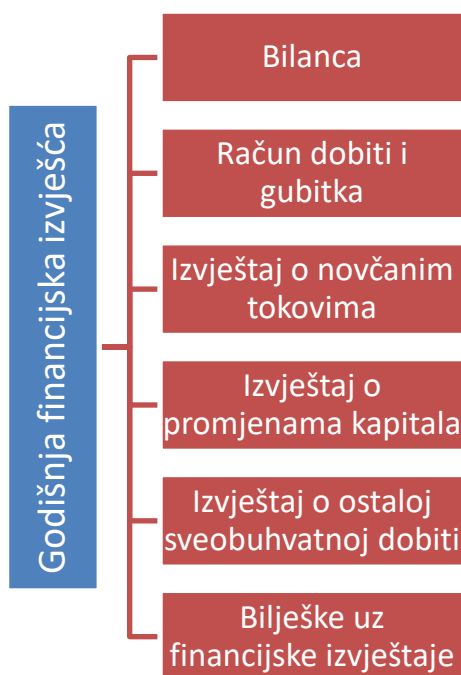 Godišnja financijska izvješća
Bilanca
Račun dobiti i
gubitka
Izvještaj o novčanim
tokovima
Izvještaj o
promjenama kapitala
Izvještaj o ostaloj
sveobuhvatnoj dobiti
Bilješke uz
financijske izvještaje